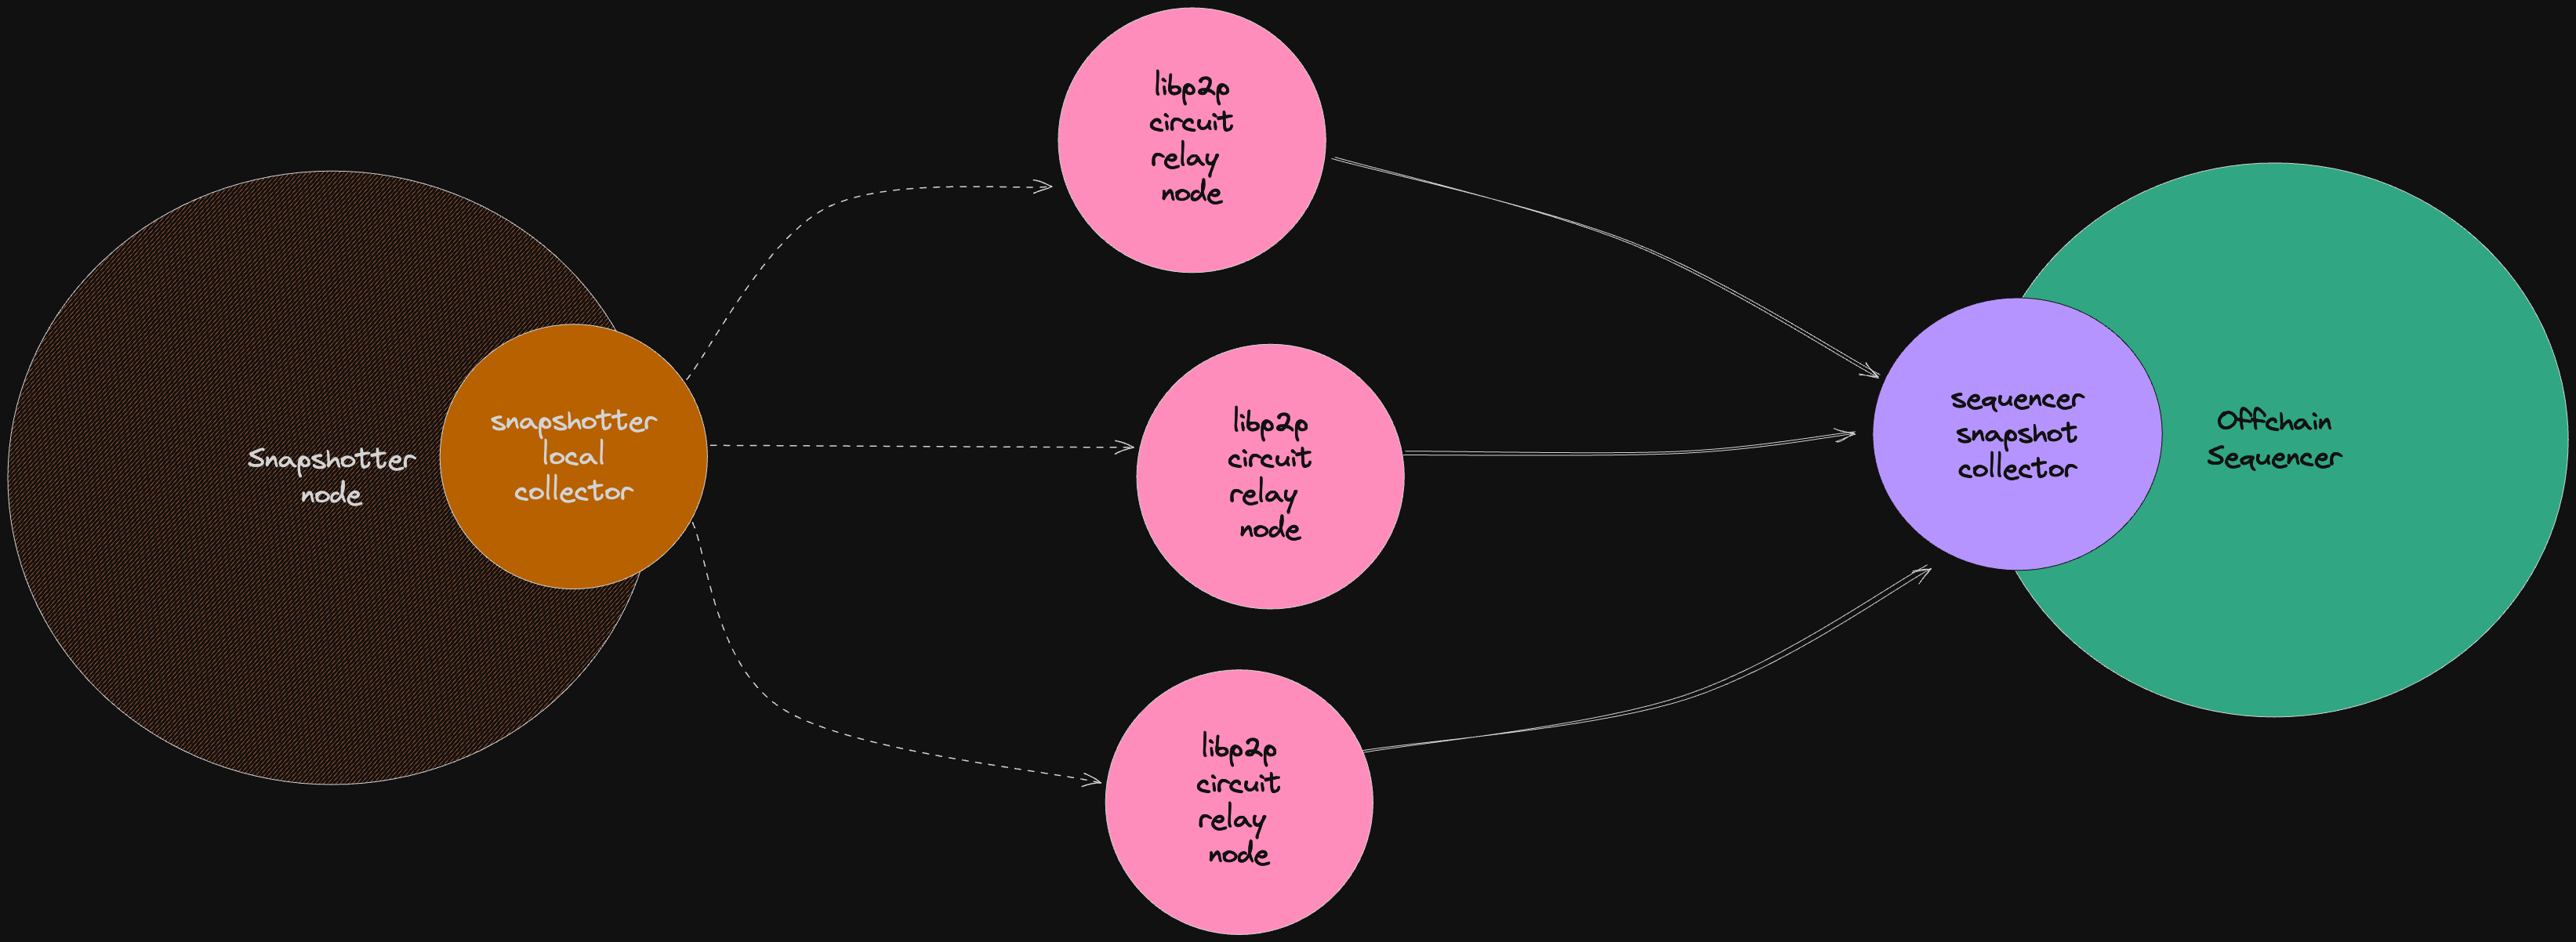 Snapshotter
node
snapshotter
local
collector
libp2p
circuit
relay
node
libp2p
circuit
relay
node
libp2p
circuit
relay
node
sequencer
snapshot
collector
Offchain
Sequencer